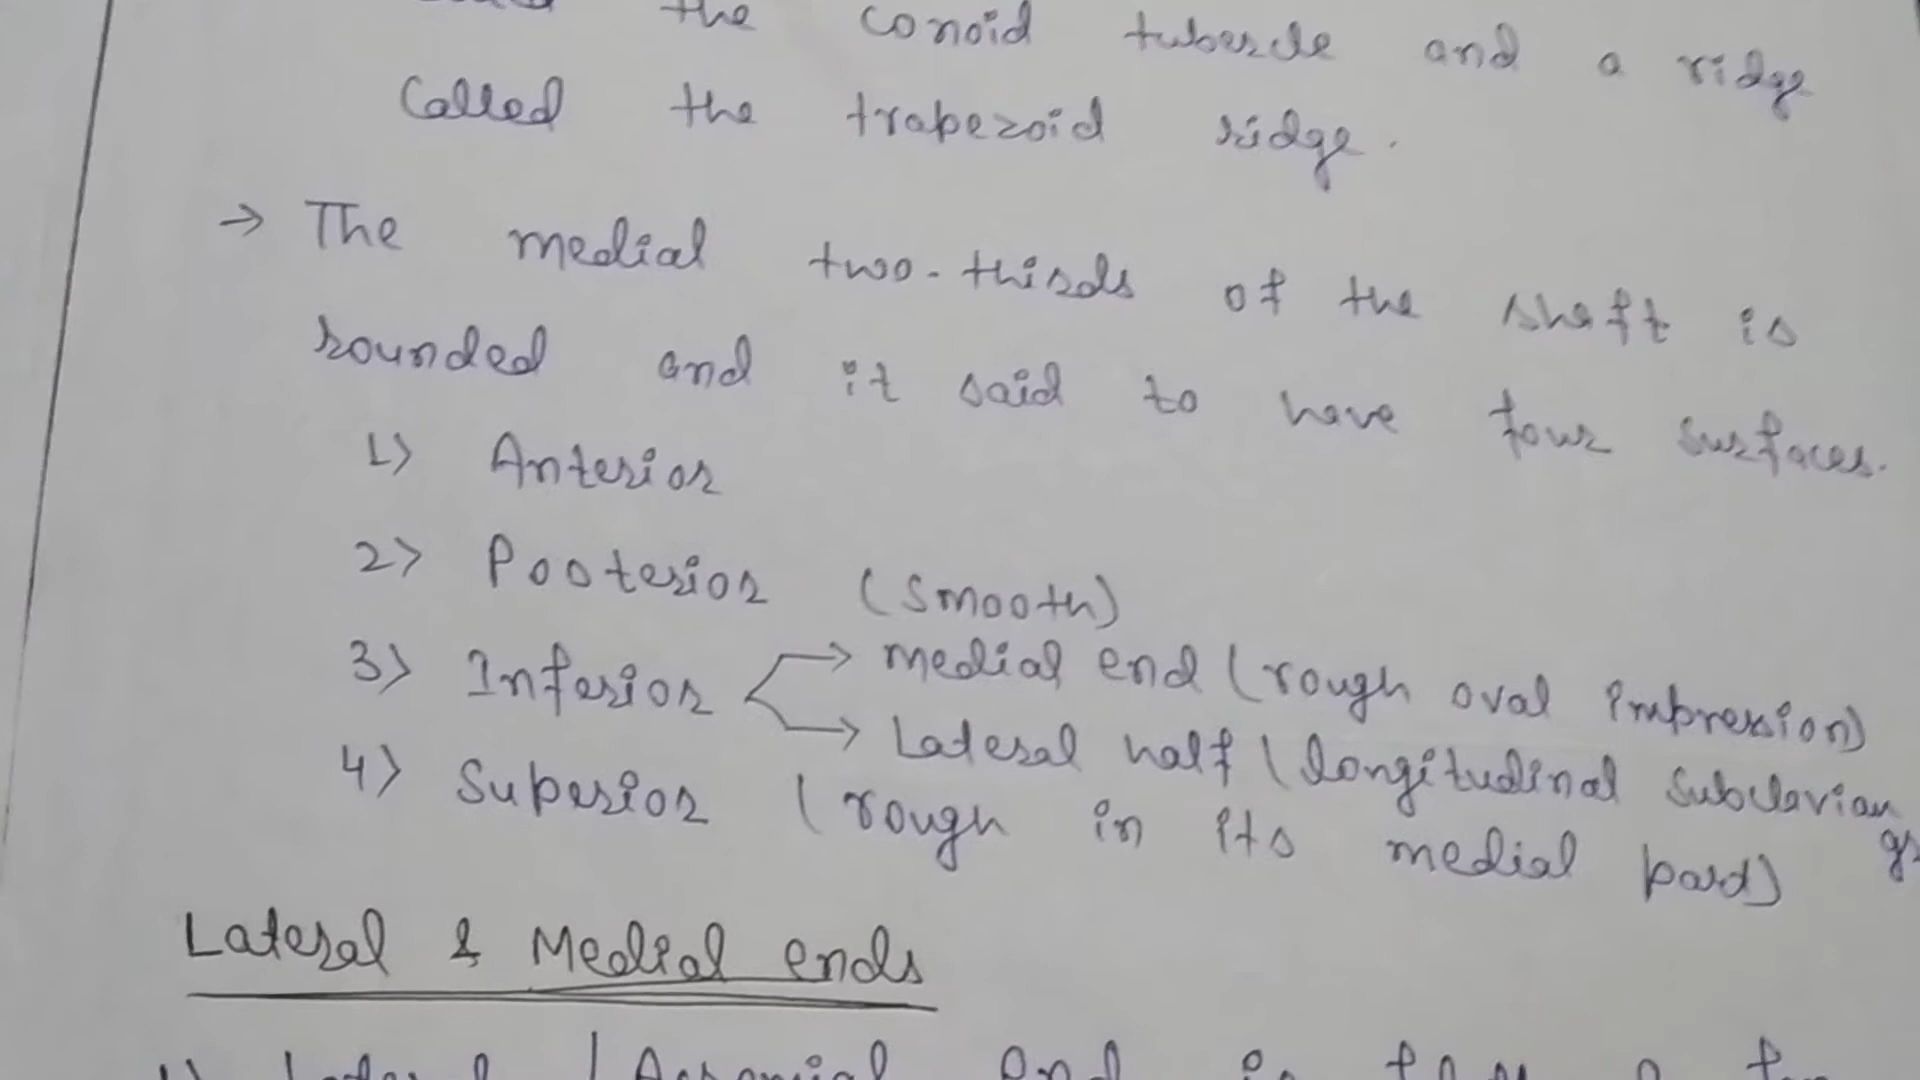 the conoid tubercle and a ridge
Called the trapezoid ridge.
→ The medial two-thirds of the shaft is
rounded and it said to have four surfaces.
1) Anterior
2) Posterior (Smooth)
3) Inferior → medial end (rough oval impression)
→ Lateral half (longitudinal subclavian
4) Superior (rough in its medial part)
Lateral & Medial ends